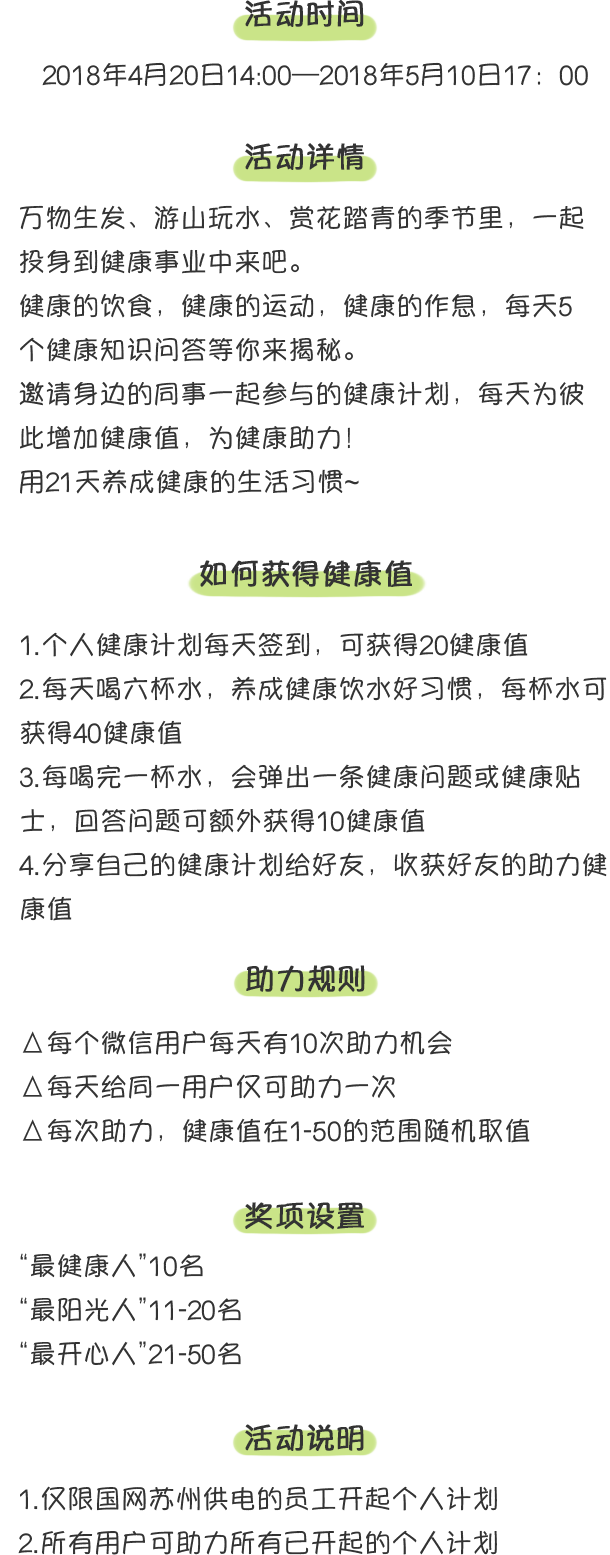 活动时间
2018年4月20日14:00—2018年5月10日17：00
活动详情
万物生发、游山玩水、赏花踏青的季节里，一起
投身到健康事业中来吧。
健康的饮食，健康的运动，健康的作息，每天5
个健康知识问答等你来揭秘。
邀请身边的同事一起参与的健康计划，每天为彼
此增加健康值，为健康助力！
用21天养成健康的生活习惯~
如何获得健康值
1.个人健康计划每天签到，可获得20健康值
2.每天喝六杯水，养成健康饮水好习惯，每杯水可
获得40健康值
3.每喝完一杯水，会弹出一条健康问题或健康贴
士，回答问题可额外获得10健康值
4.分享自己的健康计划给好友，收获好友的助力健
康值
助力规则
△每个微信用户每天有10次助力机会
△每天给同一用户仅可助力一次
△每次助力，健康值在1-50的范围随机取值
奖项设置
“最健康人”10名
“最阳光人”11-20名
“最开心人”21-50名
活动说明
1.仅限国网苏州供电的员工开起个人计划
2.所有用户可助力所有已开起的个人计划